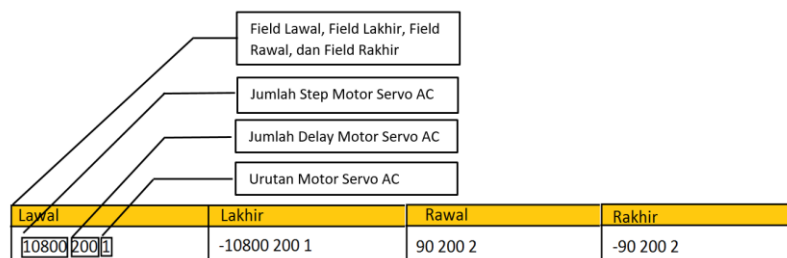 Field Lawal, Field Lakhir, Field
Rawal, dan Field Rakhir
Jumlah Step Motor Servo AC
Jumlah Delay Motor Servo AC
Urutan Motor Servo AC
Lawal Lakhir Rawal Rakhir
10800 200 1 -10800 200 1 90 200 2 -90 200 2